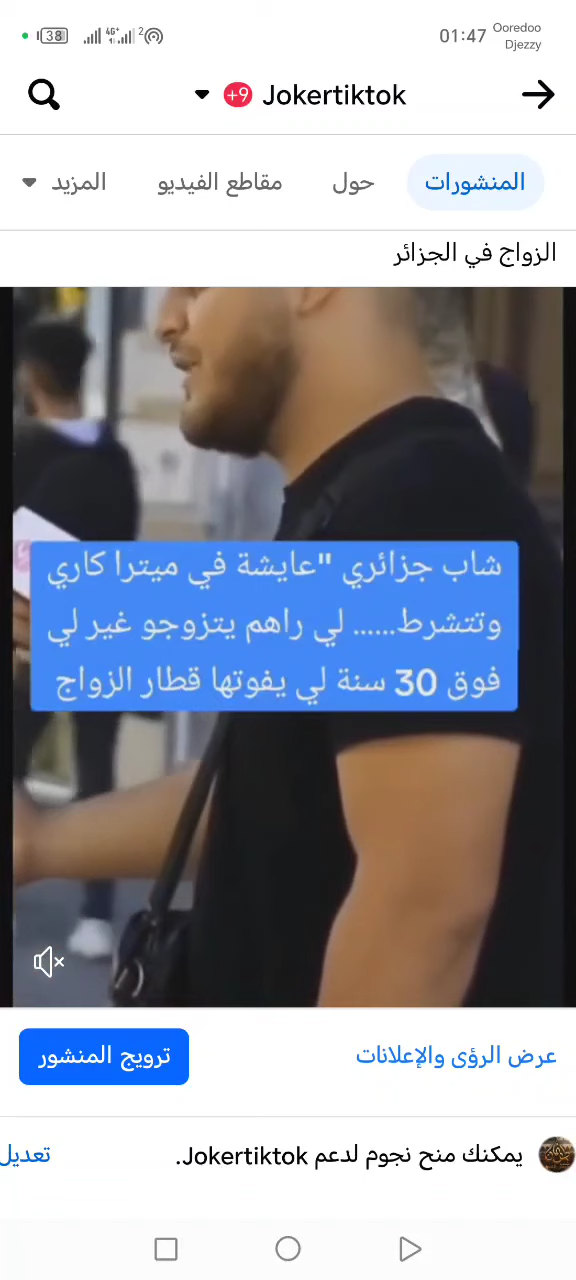 38
4G+
2
01:47
Ooredoo
Djezzy
+9 Jokertiktok
المنشورات
حول
مقاطع الفيديو
المزيد
الزواج في الجزائر
شاب جزائري "عايشة في ميترا كاري
وتتشرط...... لي راهم يتزوجو غير لي
فوق 30 سنة لي يفوتها قطار الزواج
عرض الرؤى والإعلانات
ترويج المنشور
يمكنك منح نجوم لدعم Jokertiktok.
تعديل